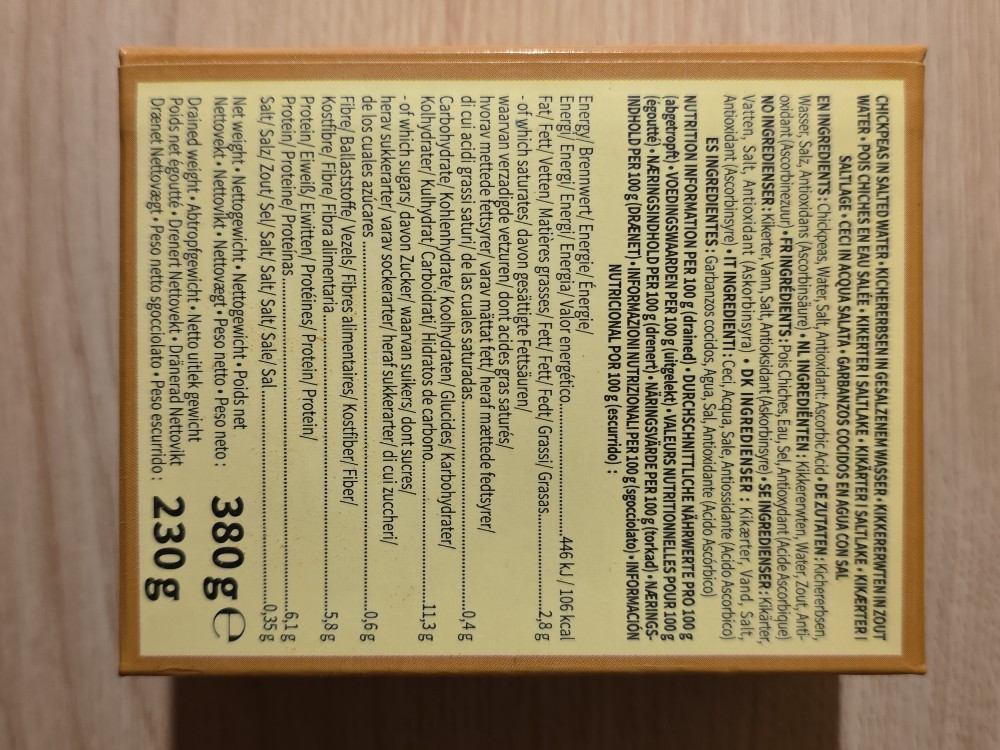 CHICKPEAS IN SALTED WATER • KICHERERBSEN IN GESALZENEM WASSER • KIKKERERWTEN IN ZOUT
WATER • POIS CHICHES EN EAU SALÉE • KIKERTER I SALTLAKE • KIKÄRTER I SALTLAKE • KIKÆRTER I
SALTLAGE • CECI IN ACQUA SALATA • GARBANZOS COCIDOS EN AGUA CON SAL
EN INGREDIENTS : Chickpeas, Water, Salt, Antioxidant: Ascorbic Acid • DE ZUTATEN : Kichererbsen,
Wasser, Salz, Antioxidans (Ascorbinsäure) • NL INGREDIËNTEN : Kikkererwten, Water, Zout, Anti-
oxidant (Ascorbinezuur) • FR INGRÉDIENTS : Pois Chiches, Eau, Sel, Antioxydant (Acide Ascorbique)
NO INGREDIENSER : Kikerter, Vann, Salt, Antioksidant (Askorbinsyre) • SE INGREDIENSER : Kikärter,
Vatten, Salt, Antioxidant (Askorbinsyra) • DK INGREDIENSER : Kikærter, Vand, Salt,
Antioxidant (Ascorbinsyre) • IT INGREDIENTI : Ceci, Acqua, Sale, Antiossidante (Acido Ascorbico)
ES INGREDIENTES : Garbanzos cocidos, Agua, Sal, Antioxidante (Acido Ascórbico)
NUTRITION INFORMATION PER 100 g (drained) • DURCHSCHNITTLICHE NÄHRWERTE PRO 100 g
(abgetropft) • VOEDINGSWAARDEN PER 100 g (uitgelekt) • VALEURS NUTRITIONNELLES POUR 100 g
(egoutté) • NÆRINGSINDHOLD PER 100 g (drenert) • NÄRINGSVÄRDE PER 100 g (torkad) • NÆRINGS-
INDHOLD PER 100 g (DRÆNET) • INFORMAZIONI NUTRIZIONALI PER 100 g (sgocciolato) • INFORMACIÓN
NUTRICIONAL POR 100 g (escurrido) :
Energy/ Brennwert/ Energie/ Énergie/
Energi/ Energi/ Energi/ Energia/ Valor energético..........446 kJ / 106 kcal
Fat/ Fett/ Vetten/ Matières grasses/ Fett/ Fett/ Fedt/ Grassi/ Grasas..........2,8 g
- of which saturates/ davon gesättigte Fettsäuren/
waarvan verzadigde vetzuren/ dont acides gras saturés/
hvorav mettede fettsyrer/ varav mättat fett/ heraf mættede fedtsyrer/
di cui acidi grassi saturi/ de las cuales saturadas..........0,4 g
Carbohydrate/ Kohlenhydrate/ Koolhydraten/ Glucides/ Karbohydrater/
Kolhydrater/ Kulhydrat/ Carboidrati/ Hidratos de carbono..........11,3 g
- of which sugars/ davon Zucker/ waarvan sukers/ dont sucres/
herav sukkerarter/ varav sockerarter/ heraf sukkerarter/ di cui zuccheri/
de los cuales azúcares..........0,6 g
Fibre/ Ballaststoffe/ Vezels/ Fibres alimentaires/ Kostfiber/ Fiber/
Kostfibre/ Fibre/ Fibra alimentaria..........5,8 g
Protein/ Eiweiß/ Eiwitten/ Protéines/ Protein/ Protein/
Protein/ Proteine/ Proteinas..........6,1 g
Salt/ Salz/ Zout/ Sel/ Salt/ Salt/ Salt/ Sale/ Sal..........0,35 g
Net weight • Nettogewicht • Nettogewicht • Poids net
Nettovekt • Nettovikt • Nettovægt • Peso netto • Peso neto : 380 g ℮
Drained weight • Abtropfgewicht • Netto uitlek gewicht
Poids net égoutté • Drenert Nettovekt • Dränerad Nettovikt
Drænet Nettovægt • Peso netto sgocciolato • Peso escurrido : 230 g